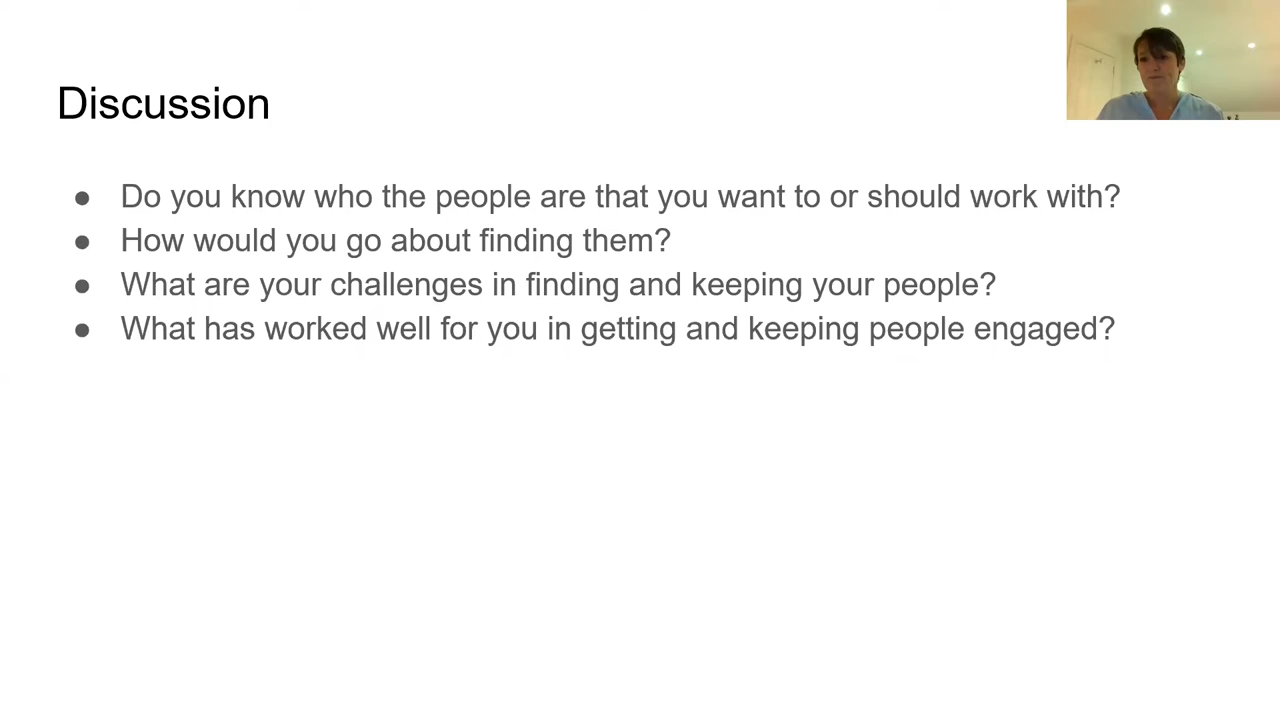 Discussion
● Do you know who the people are that you want to or should work with?
● How would you go about finding them?
● What are your challenges in finding and keeping your people?
● What has worked well for you in getting and keeping people engaged?